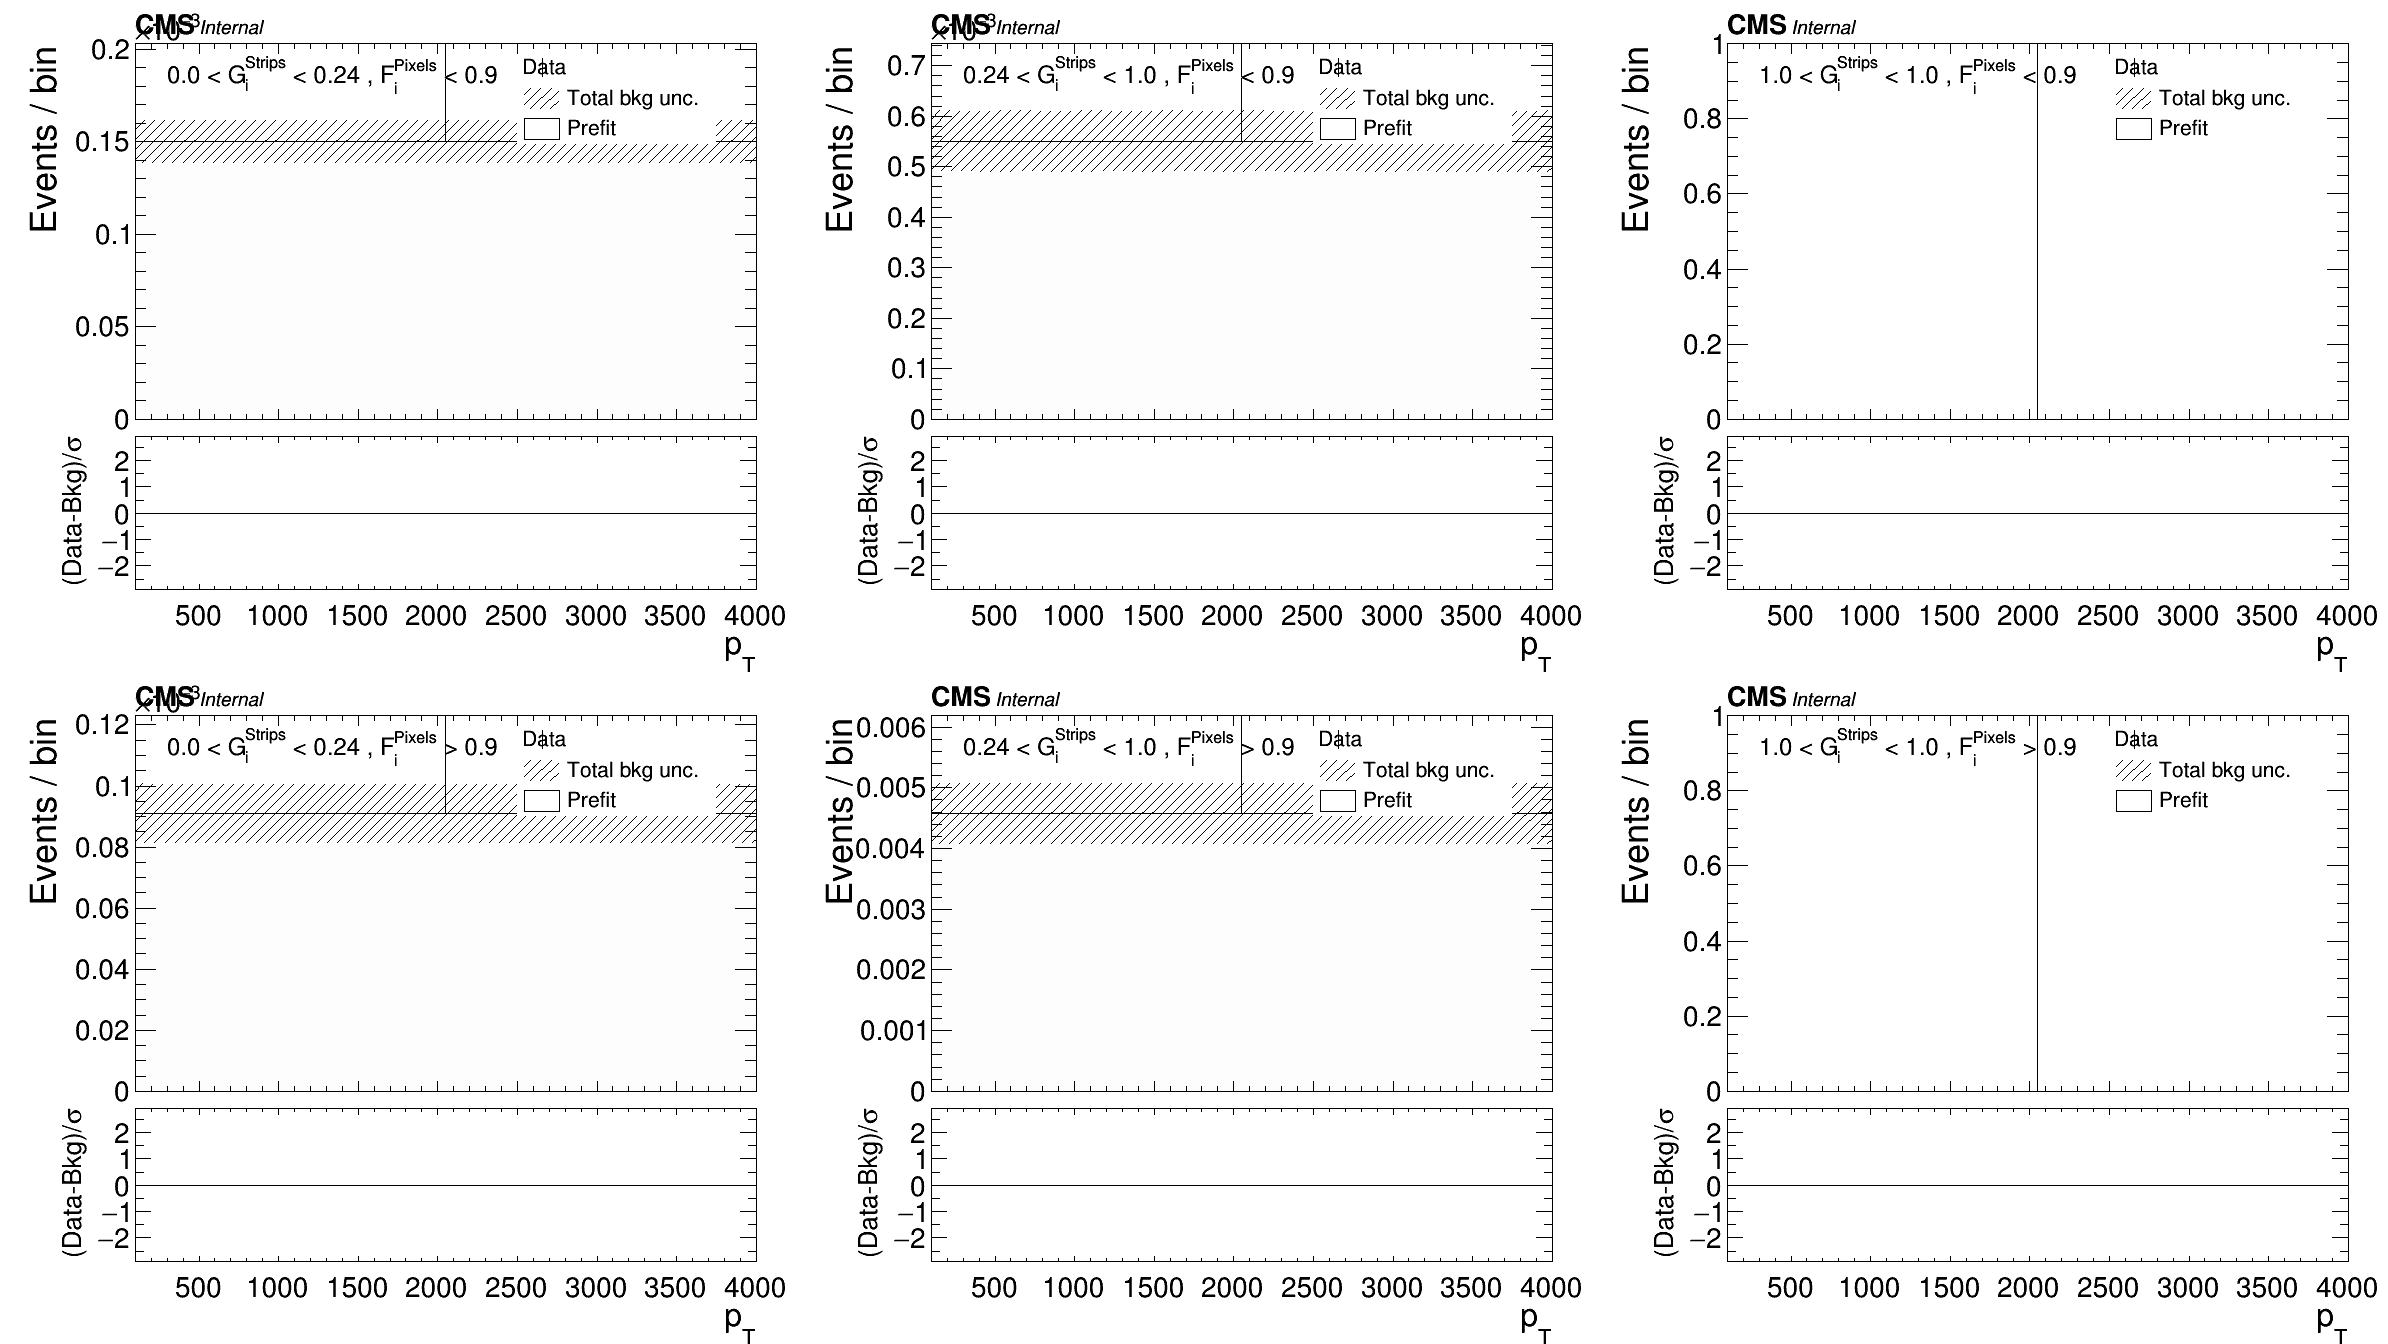 CMS Internal
×10^-3
Events / bin
0.2
0.15
0.1
0.05
0
0.0 < G_i^Strips < 0.24 , F_i^Pixels < 0.9
Data
Total bkg unc.
Prefit
(Data-Bkg)/σ
2
1
0
−1
−2
500 1000 1500 2000 2500 3000 3500 4000
p_T
CMS Internal
×10^-3
Events / bin
0.7
0.6
0.5
0.4
0.3
0.2
0.1
0
0.24 < G_i^Strips < 1.0 , F_i^Pixels < 0.9
Data
Total bkg unc.
Prefit
(Data-Bkg)/σ
2
1
0
−1
−2
500 1000 1500 2000 2500 3000 3500 4000
p_T
CMS Internal
Events / bin
1
0.8
0.6
0.4
0.2
0
1.0 < G_i^Strips < 1.0 , F_i^Pixels < 0.9
Data
Total bkg unc.
Prefit
(Data-Bkg)/σ
2
1
0
−1
−2
500 1000 1500 2000 2500 3000 3500 4000
p_T
CMS Internal
×10^-3
Events / bin
0.12
0.1
0.08
0.06
0.04
0.02
0
0.0 < G_i^Strips < 0.24 , F_i^Pixels > 0.9
Data
Total bkg unc.
Prefit
(Data-Bkg)/σ
2
1
0
−1
−2
500 1000 1500 2000 2500 3000 3500 4000
p_T
CMS Internal
Events / bin
0.006
0.005
0.004
0.003
0.002
0.001
0
0.24 < G_i^Strips < 1.0 , F_i^Pixels > 0.9
Data
Total bkg unc.
Prefit
(Data-Bkg)/σ
2
1
0
−1
−2
500 1000 1500 2000 2500 3000 3500 4000
p_T
CMS Internal
Events / bin
1
0.8
0.6
0.4
0.2
0
1.0 < G_i^Strips < 1.0 , F_i^Pixels > 0.9
Data
Total bkg unc.
Prefit
(Data-Bkg)/σ
2
1
0
−1
−2
500 1000 1500 2000 2500 3000 3500 4000
p_T